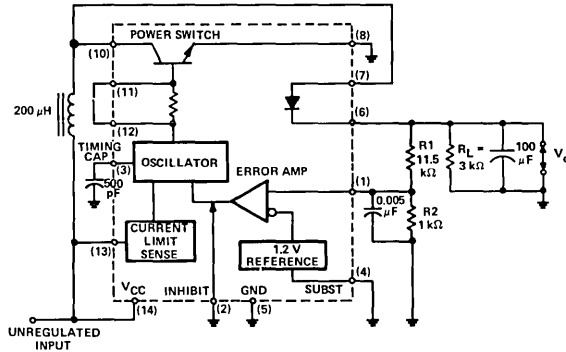 POWER SWITCH
(10)
(8)
(7)
(11)
(6)
200 μH
(12)
TIMING
CAP
(3)
OSCILLATOR
500
pF
ERROR AMP
(1)
R1
11.5
kΩ
RL =
3 kΩ
100
μF
0.005
μF
R2
1 kΩ
(13)
CURRENT
LIMIT
SENSE
1.2 V
REFERENCE
(4)
VCC
INHIBIT
GND
SUBST
(14)
(2)
(5)
UNREGULATED
INPUT